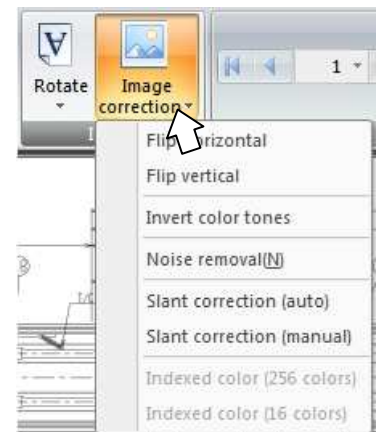 Rotate
Image
correction
1
Flip horizontal
Flip vertical
Invert color tones
Noise removal(N)
Slant correction (auto)
Slant correction (manual)
Indexed color (256 colors)
Indexed color (16 colors)